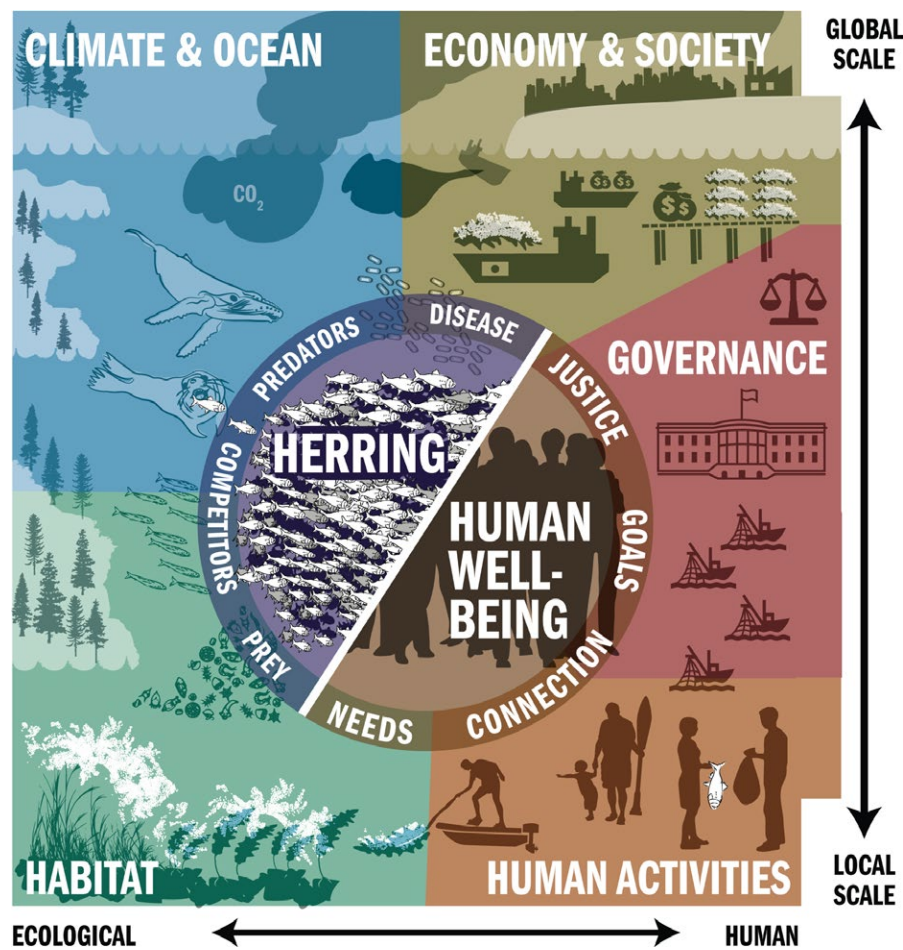 CLIMATE & OCEAN
ECONOMY & SOCIETY
GLOBAL
SCALE
CO2
$ $
$
PREDATORS
DISEASE
JUSTICE
GOVERNANCE
HERRING
COMPETITORS
HUMAN
WELL-
BEING
GOALS
PREY
NEEDS
CONNECTION
HABITAT
HUMAN ACTIVITIES
LOCAL
SCALE
ECOLOGICAL
HUMAN